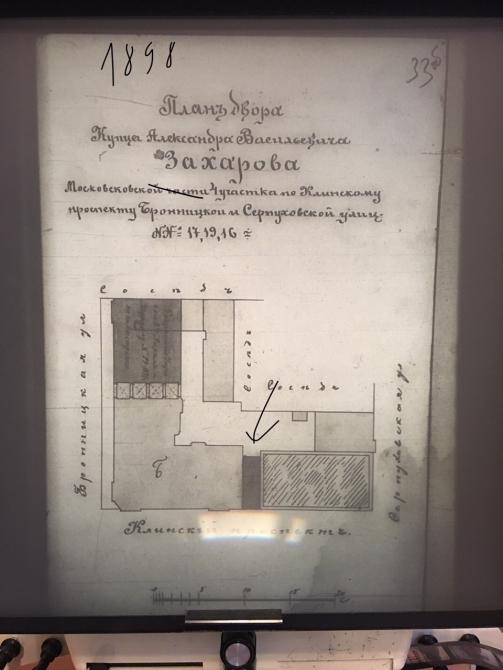 1898
33
Планъ двора
Купца Александра Васильевича
Захарова
Московской части 4 участка по Клинскому
проспекту Бронницкой и Серпуховской улиц:
№№ 17, 19, 16
Сосѣдъ
Бронницкая ул
Сосѣдъ
Сосѣдъ
Серпуховская у
Б
Клинскій проспектъ.